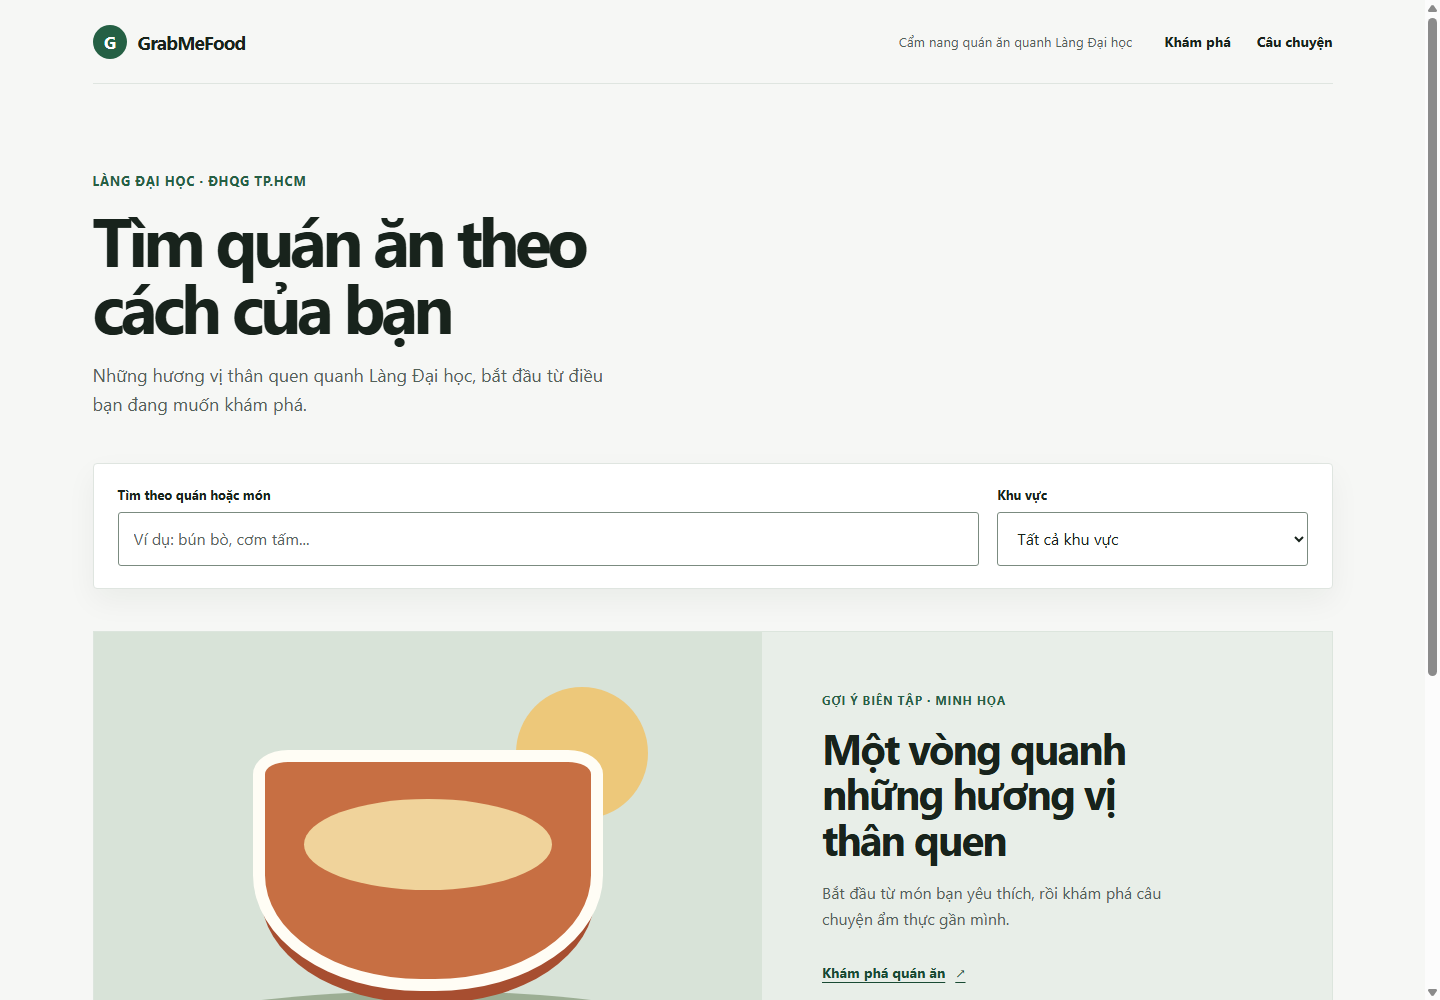 G GrabMeFood
Cẩm nang quán ăn quanh Làng Đại học
Khám phá
Câu chuyện
LÀNG ĐẠI HỌC · ĐHQG TP.HCM
Tìm quán ăn theo
cách của bạn
Những hương vị thân quen quanh Làng Đại học, bắt đầu từ điều
bạn đang muốn khám phá.
Tìm theo quán hoặc món
Ví dụ: bún bò, cơm tấm...
Khu vực
Tất cả khu vực
GỢI Ý BIÊN TẬP · MINH HỌA
Một vòng quanh
những hương vị
thân quen
Bắt đầu từ món bạn yêu thích, rồi khám phá câu
chuyện ẩm thực gần mình.
Khám phá quán ăn ↗